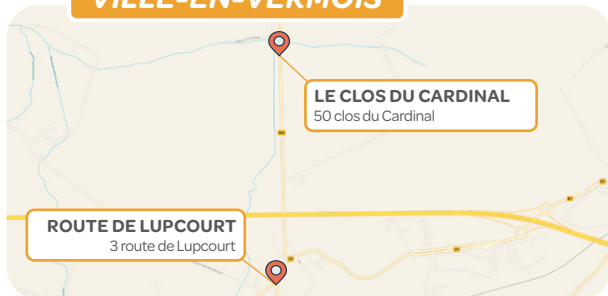 VILLE-EN-VERMOIS
LE CLOS DU CARDINAL
50 clos du Cardinal
ROUTE DE LUPCOURT
3 route de Lupcourt